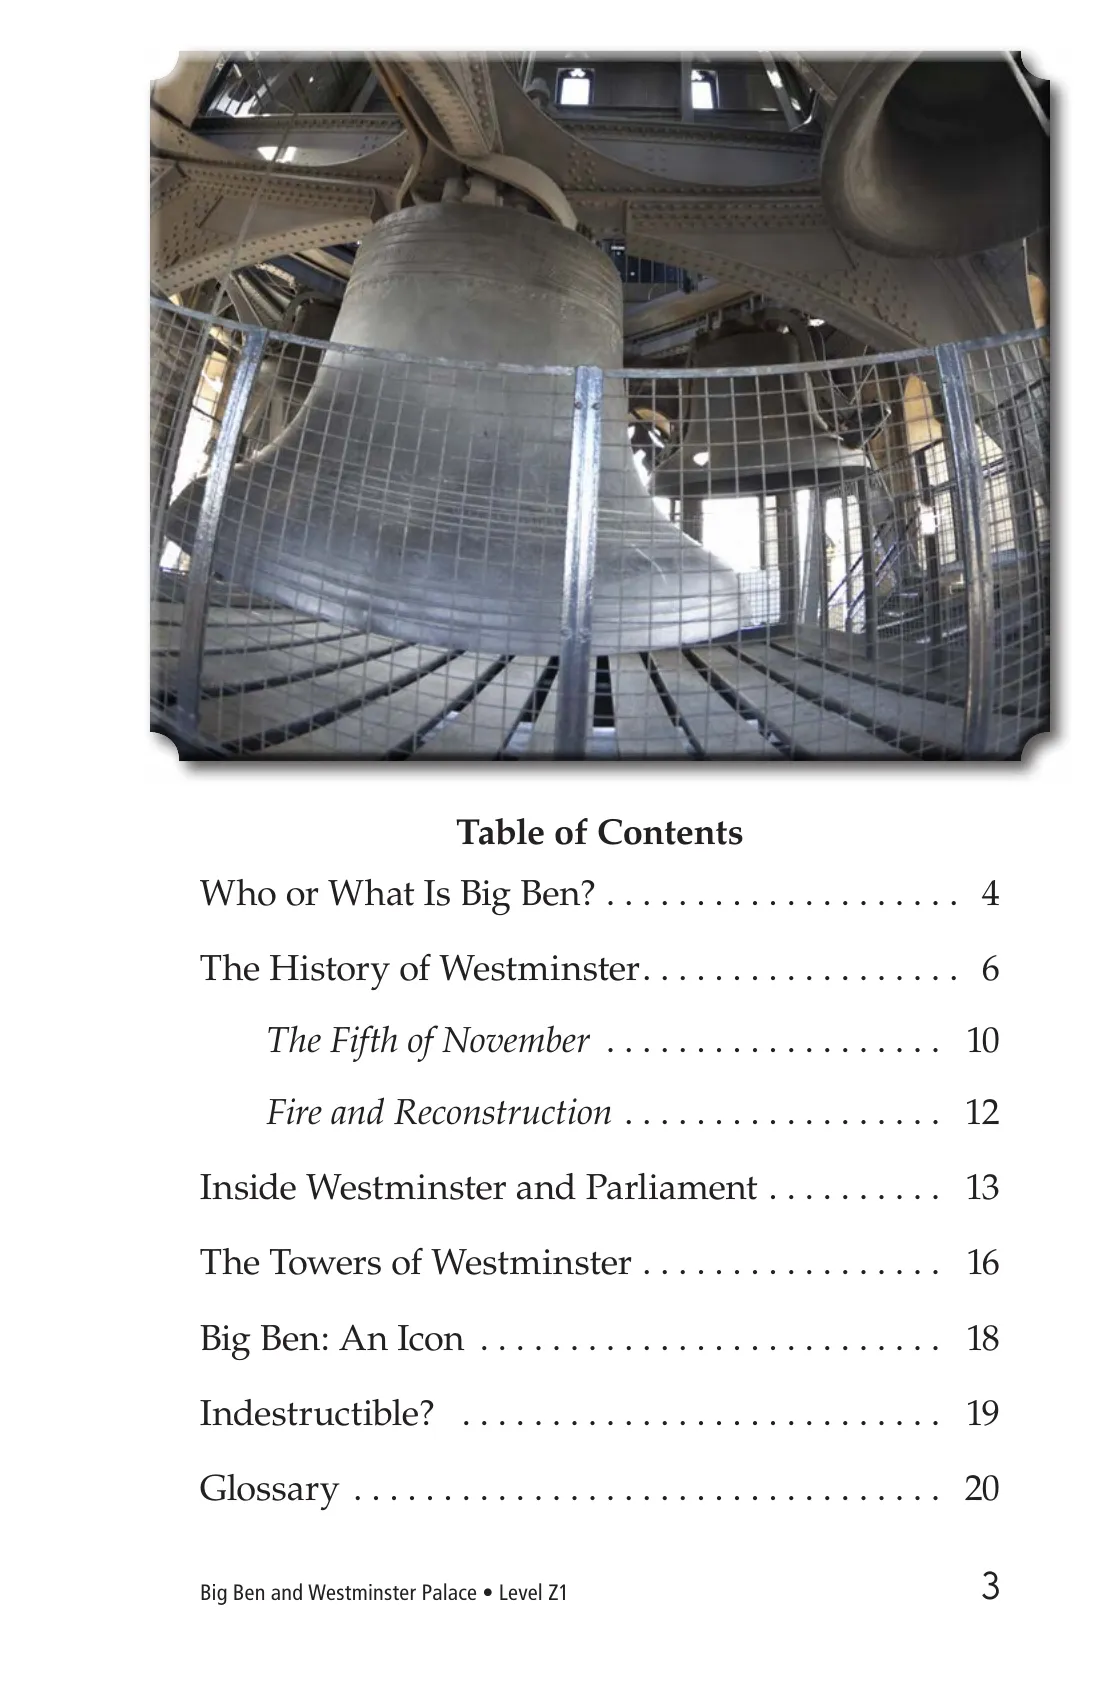 Table of Contents
Who or What Is Big Ben? . . . . . . . . . . . . . . . . . . . . 4
The History of Westminster. . . . . . . . . . . . . . . . . . 6
The Fifth of November . . . . . . . . . . . . . . . . . . . 10
Fire and Reconstruction . . . . . . . . . . . . . . . . . . 12
Inside Westminster and Parliament . . . . . . . . . . 13
The Towers of Westminster . . . . . . . . . . . . . . . . . 16
Big Ben: An Icon . . . . . . . . . . . . . . . . . . . . . . . . . . 18
Indestructible? . . . . . . . . . . . . . . . . . . . . . . . . . . . 19
Glossary . . . . . . . . . . . . . . . . . . . . . . . . . . . . . . . . . 20
Big Ben and Westminster Palace • Level Z1 3